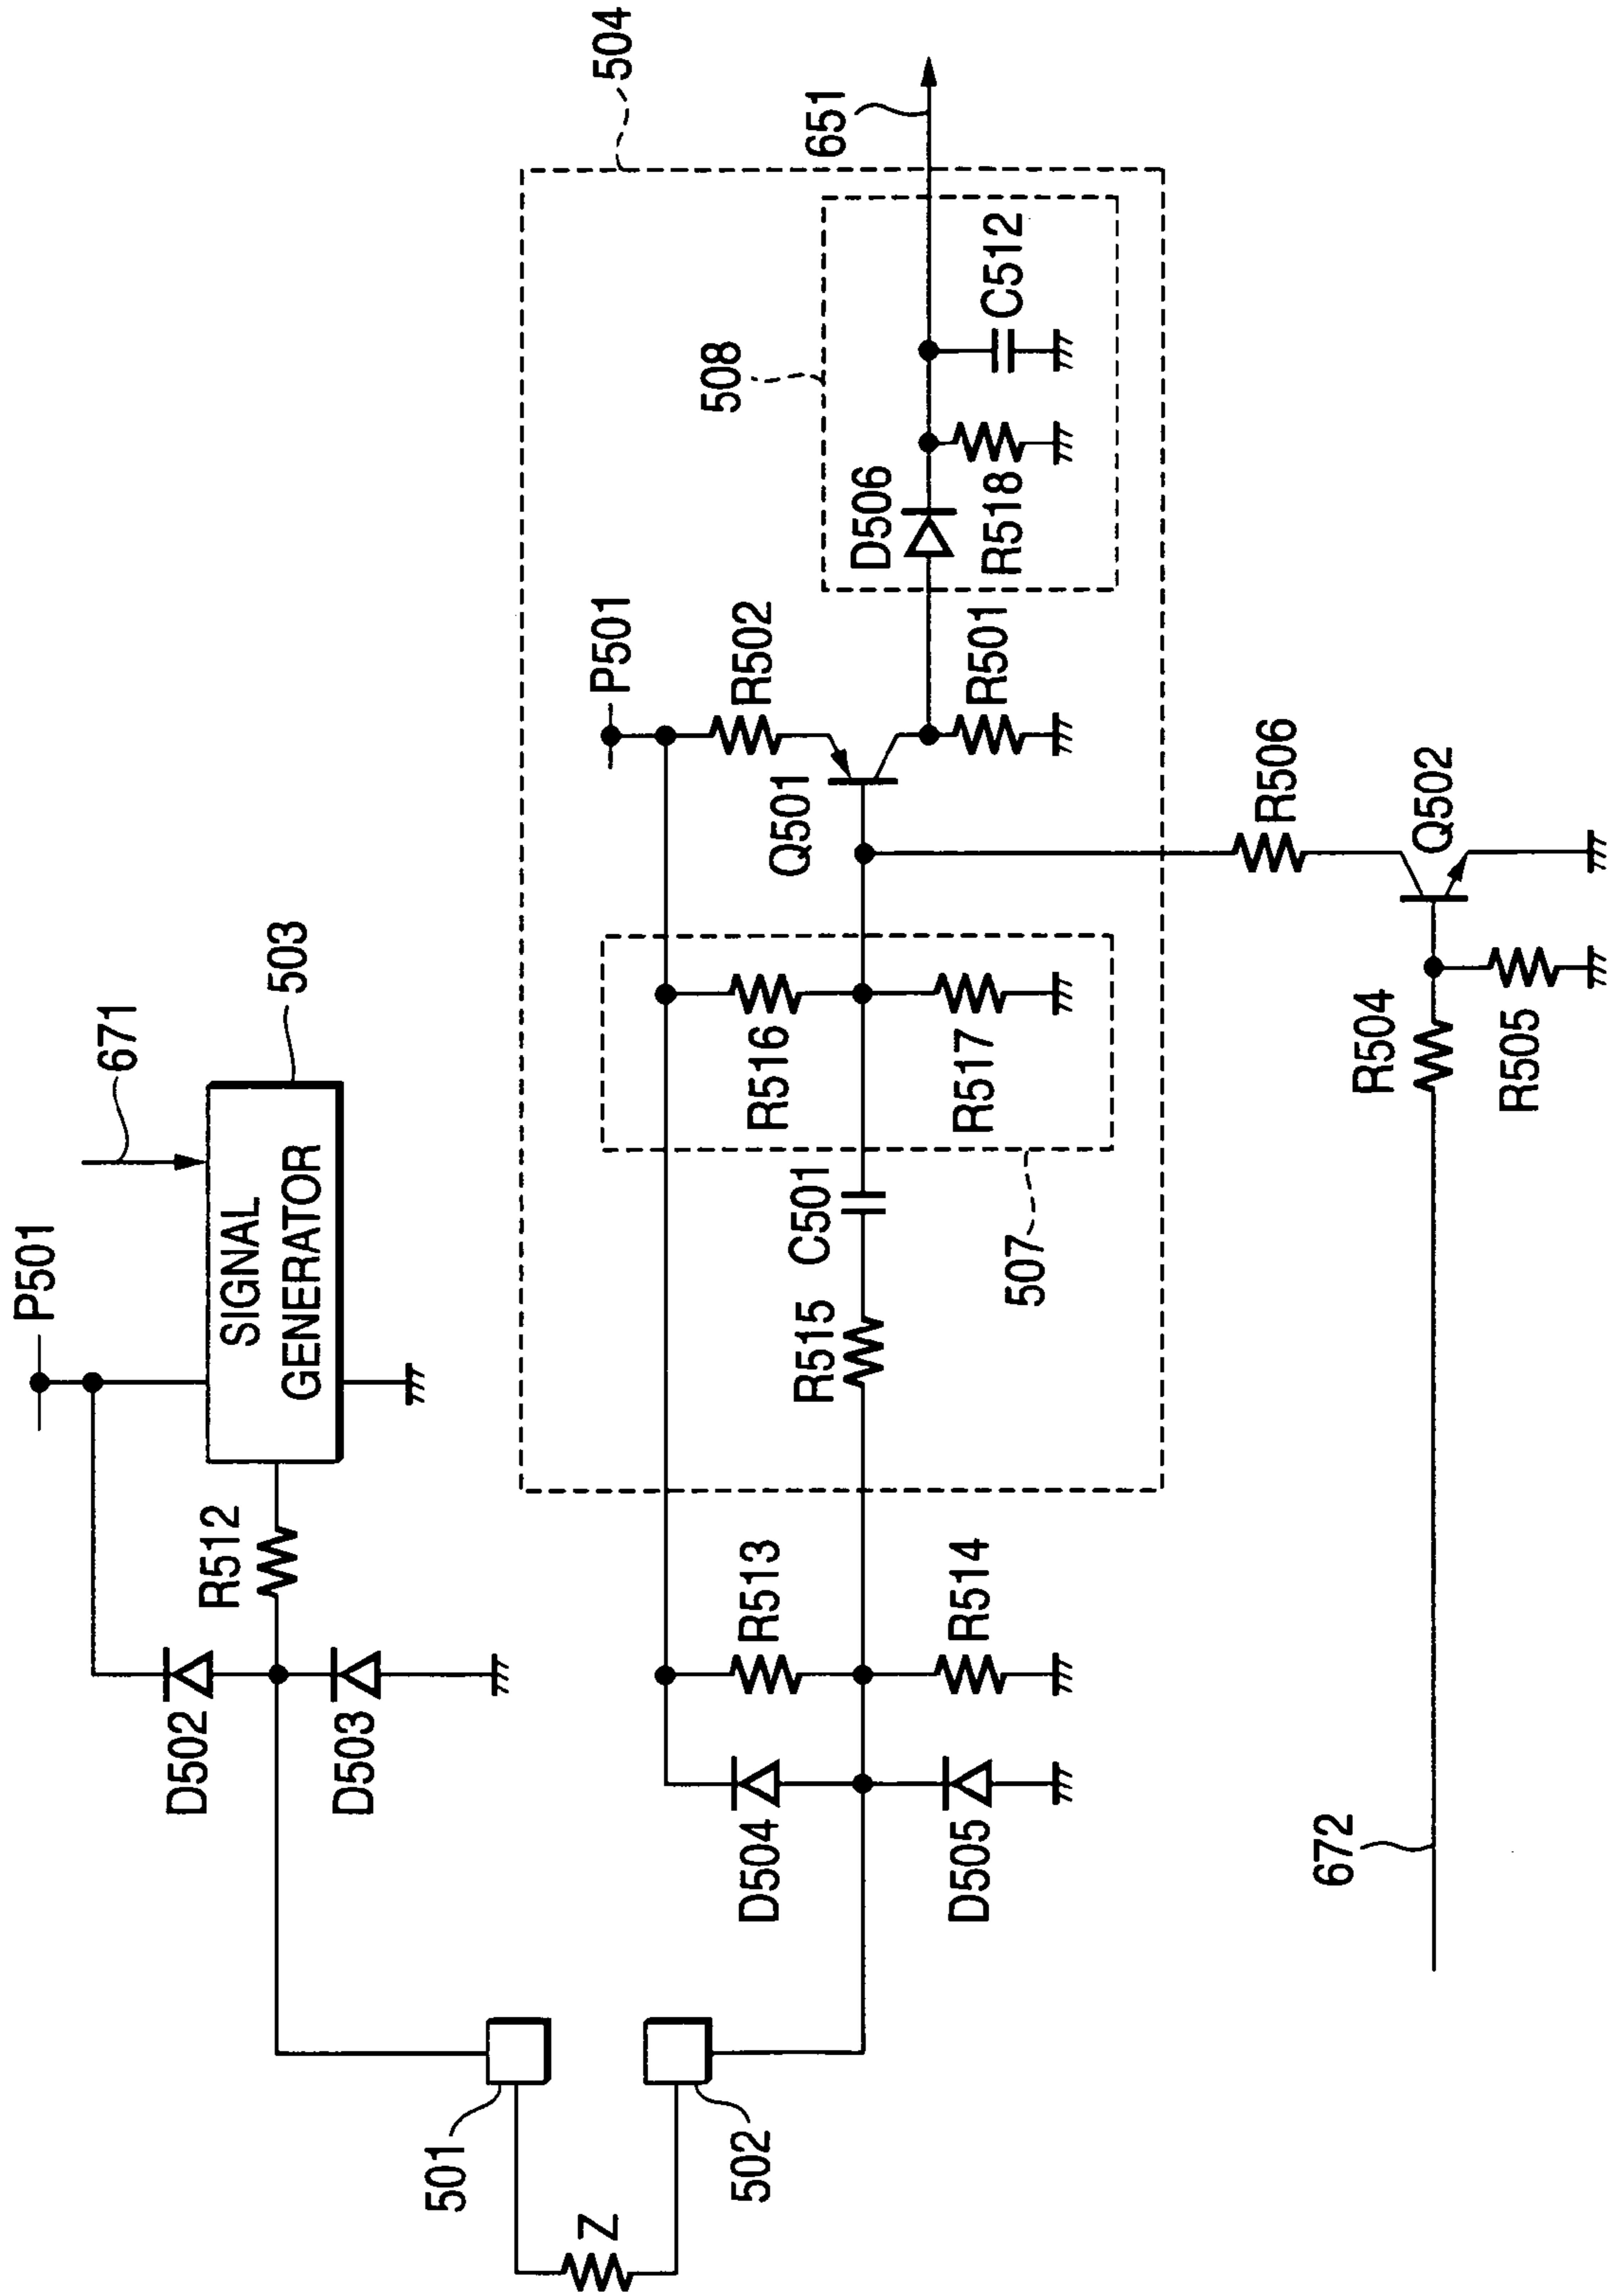 P501
671
SIGNAL
GENERATOR
503
R512
D502
D503
501
502
Z
504
P501
R502
Q501
R501
508
D506
R518
C512
651
R516
R517
507
C501
R515
R513
R514
D504
D505
R506
Q502
R504
R505
672